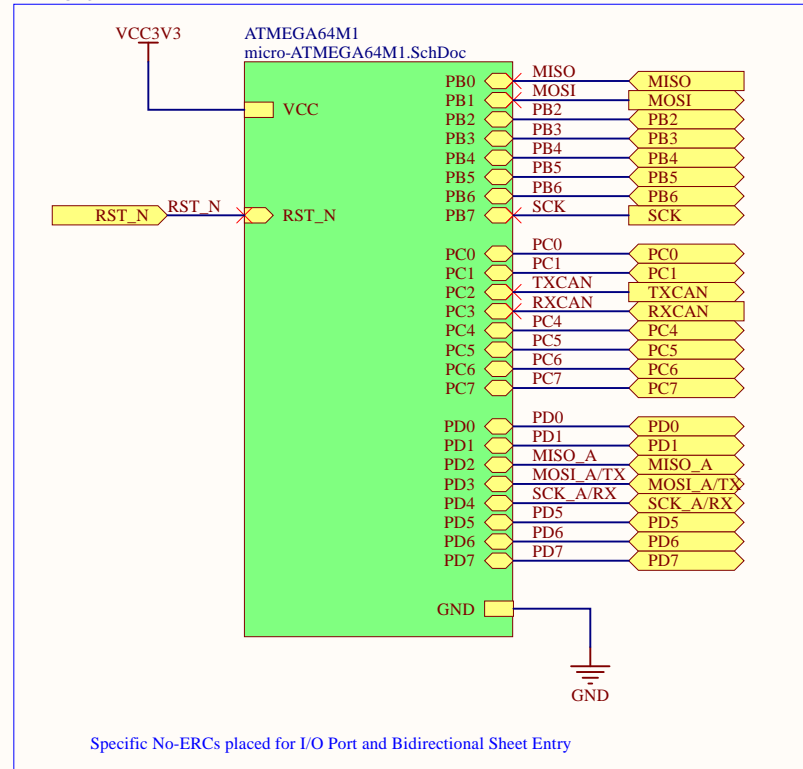 VCC3V3
ATMEGA64M1
micro-ATMEGA64M1.SchDoc
VCC
RST_N RST_N RST_N
PB0 MISO MISO
PB1 MOSI MOSI
PB2 PB2 PB2
PB3 PB3 PB3
PB4 PB4 PB4
PB5 PB5 PB5
PB6 PB6 PB6
PB7 SCK SCK
PC0 PC0 PC0
PC1 PC1 PC1
PC2 TXCAN TXCAN
PC3 RXCAN RXCAN
PC4 PC4 PC4
PC5 PC5 PC5
PC6 PC6 PC6
PC7 PC7 PC7
PD0 PD0 PD0
PD1 PD1 PD1
PD2 MISO_A MISO_A
PD3 MOSI_A/TX MOSI_A/TX
PD4 SCK_A/RX SCK_A/RX
PD5 PD5 PD5
PD6 PD6 PD6
PD7 PD7 PD7
GND
GND
Specific No-ERCs placed for I/O Port and Bidirectional Sheet Entry